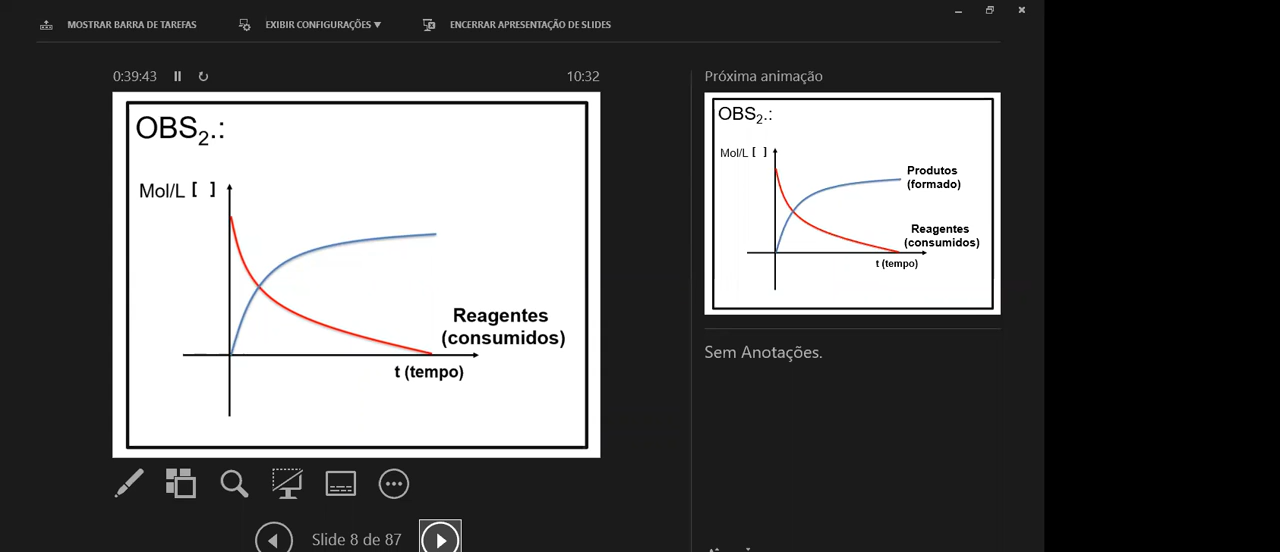 MOSTRAR BARRA DE TAREFAS
EXIBIR CONFIGURAÇÕES
ENCERRAR APRESENTAÇÃO DE SLIDES
0:39:43
10:32
OBS2.:
Mol/L [ ]
Reagentes
(consumidos)
t (tempo)
Slide 8 de 87
Próxima animação
OBS2.:
Mol/L [ ]
Produtos
(formado)
Reagentes
(consumidos)
t (tempo)
Sem Anotações.